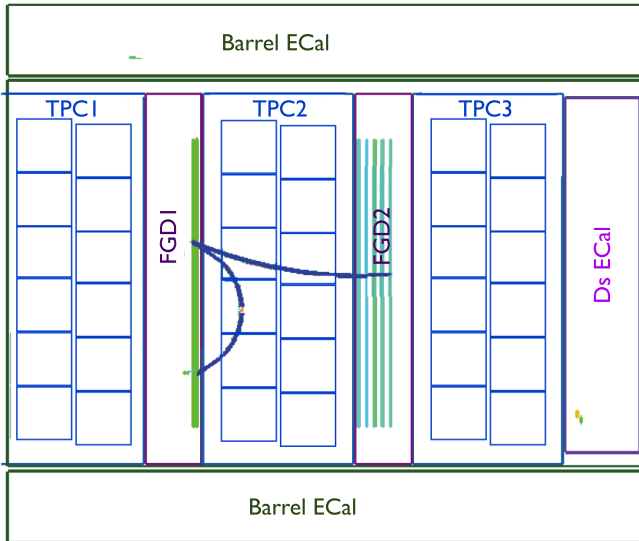 Barrel ECal
TPC1
TPC2
TPC3
FGD1
FGD2
Ds ECal
Barrel ECal